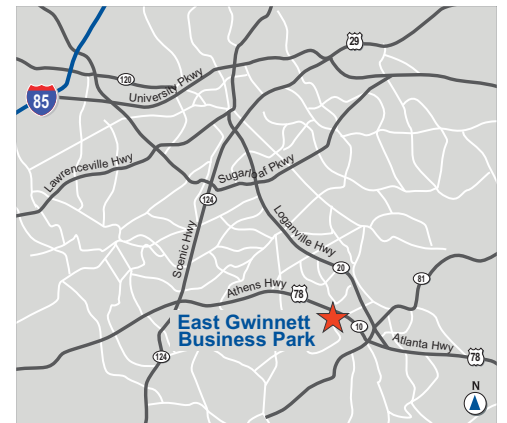 29
120
University Pkwy
85
Lawrenceville Hwy
Sugarloaf Pkwy
124
Loganville Hwy
Scenic Hwy
20
81
Athens Hwy
78
East Gwinnett
Business Park
10
Atlanta Hwy
124
78
N